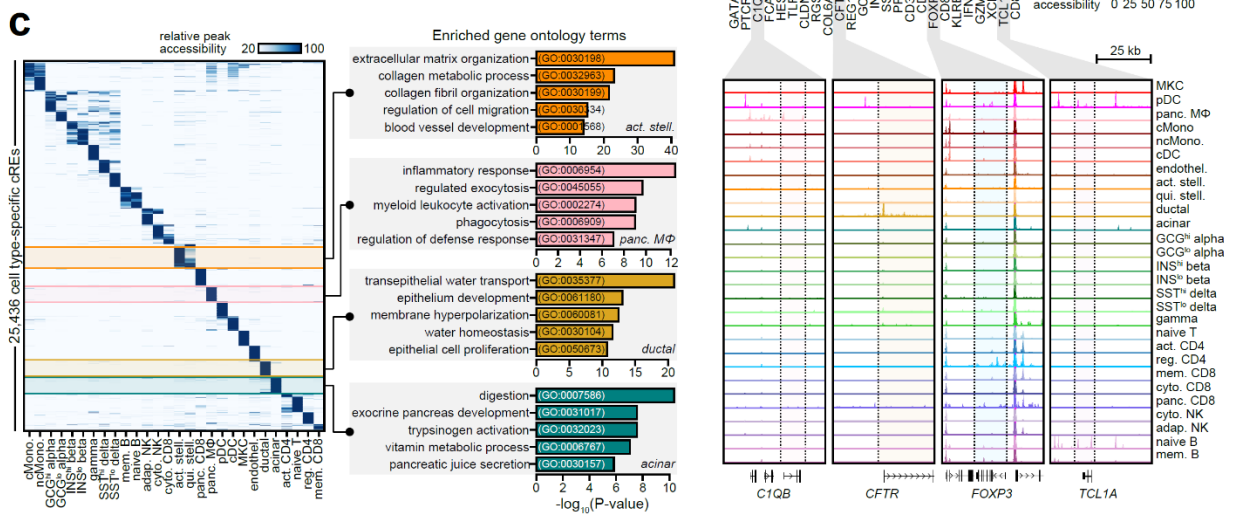 c
relative peak
accessibility
20
100
25,436 cell type-specific cREs
cMono.
ncMono.
GCGhi alpha
GCGlo alpha
INShi beta
INSlo beta
gamma
SSThi delta
SSTlo delta
mem. B
naive B
adap. NK
cyto. NK
cyto. CD8
act. stell.
qui. stell.
panc. CD8
panc. MΦ
pDC
cDC
MKC
endothel.
ductal
acinar
act. CD4
naive T
reg. CD4
mem. CD8
Enriched gene ontology terms
extracellular matrix organization (GO:0030198)
collagen metabolic process (GO:0032963)
collagen fibril organization (GO:0030199)
regulation of cell migration (GO:0030334)
blood vessel development (GO:0001568) act. stell.
0 10 20 30 40
inflammatory response (GO:0006954)
regulated exocytosis (GO:0045055)
myeloid leukocyte activation (GO:0002274)
phagocytosis (GO:0006909)
regulation of defense response (GO:0031347) panc. MΦ
0 2 4 6 8 10 12
transepithelial water transport (GO:0035377)
epithelium development (GO:0061180)
membrane hyperpolarization (GO:0060081)
water homeostasis (GO:0030104)
epithelial cell proliferation (GO:0050673) ductal
0 5 10 15 20
digestion (GO:0007586)
exocrine pancreas development (GO:0031017)
trypsinogen activation (GO:0032023)
vitamin metabolic process (GO:0006767)
pancreatic juice secretion (GO:0030157) acinar
0 2 4 6 8 10
-log10(P-value)
accessibility 0 25 50 75 100
25 kb
MKC
pDC
panc. MΦ
cMono
ncMono.
cDC
endothel.
act. stell.
qui. stell.
ductal
acinar
GCGhi alpha
GCGlo alpha
INShi beta
INSlo beta
SSThi delta
SSTlo delta
gamma
naive T
act. CD4
reg. CD4
mem. CD8
cyto. CD8
panc. CD8
cyto. NK
adap. NK
naive B
mem. B
C1QB CFTR FOXP3 TCL1A